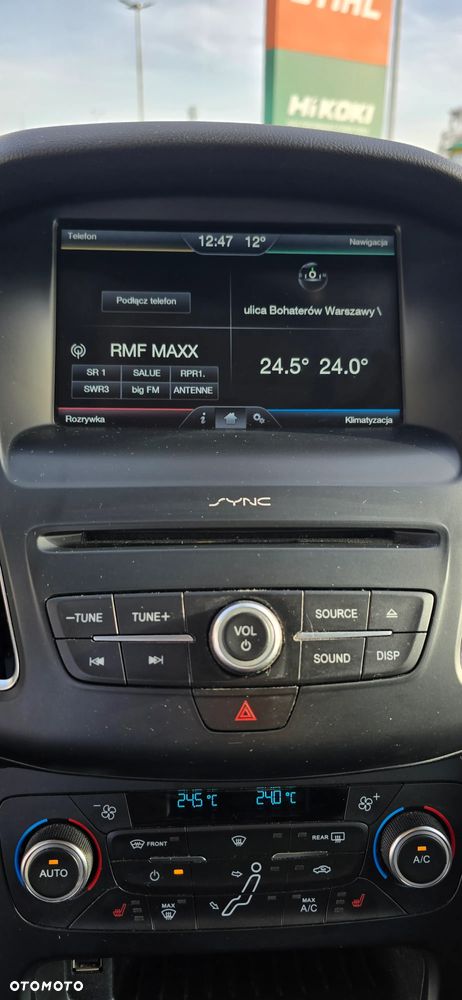 STIHL
HiKOKI
Telefon
12:47 12°
Nawigacja
Podłącz telefon
ulica Bohaterów Warszawy \
RMF MAXX
24.5° 24.0°
SR 1 SALUE RPR1.
SWR3 big FM ANTENNE
Rozrywka
i
Klimatyzacja
SYNC
−TUNE TUNE+
VOL
SOURCE
SOUND DISP
24.5 °C 24.0 °C
AUTO
FRONT
REAR
A/C
MAX
MAX A/C
OTOMOTO
OTOMOTO